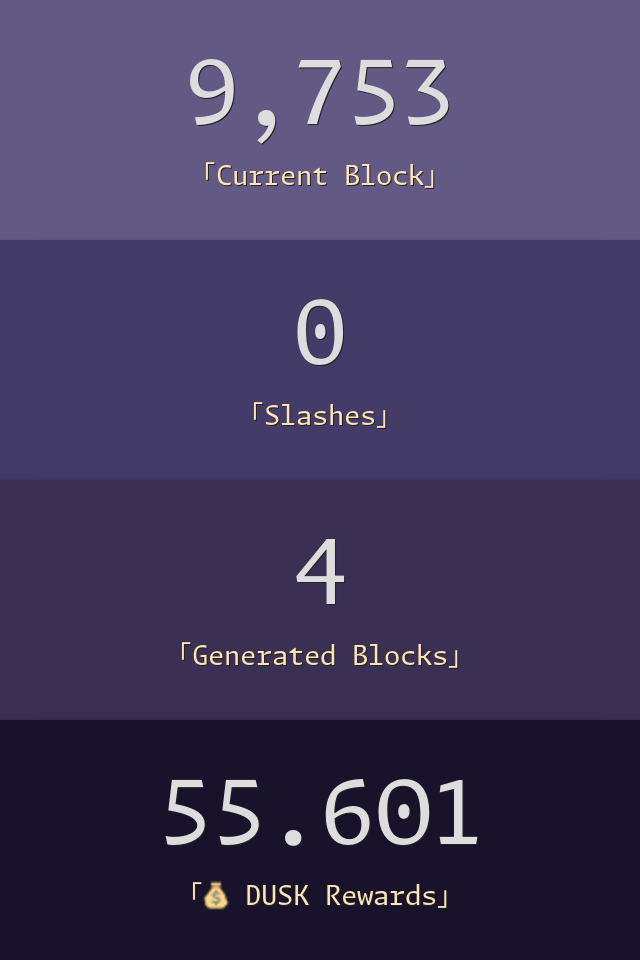 9,753
「Current Block」
0
「Slashes」
4
「Generated Blocks」
55.601
「💰 DUSK Rewards」